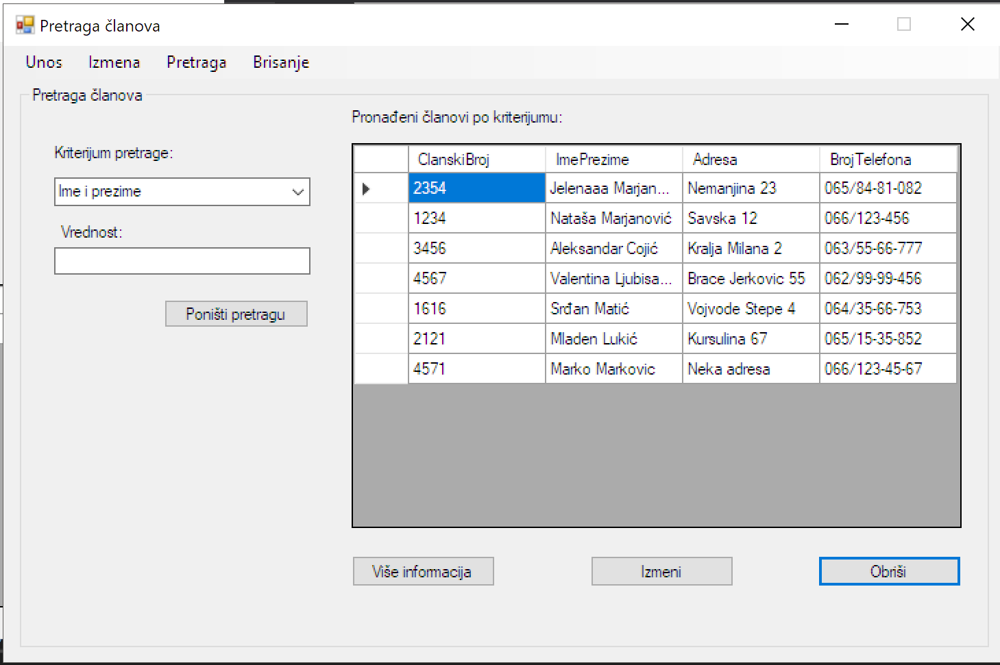 Pretraga članova
Unos Izmena Pretraga Brisanje
Pretraga članova
Kriterijum pretrage:
Ime i prezime
Vrednost:
Poništi pretragu
Pronađeni članovi po kriterijumu:
ClanskiBroj ImePrezime Adresa BrojTelefona
2354 Jelenaaa Marjan... Nemanjina 23 065/84-81-082
1234 Nataša Marjanović Savska 12 066/123-456
3456 Aleksandar Cojić Kralja Milana 2 063/55-66-777
4567 Valentina Ljubisa... Brace Jerkovic 55 062/99-99-456
1616 Srđan Matić Vojvode Stepe 4 064/35-66-753
2121 Mladen Lukić Kursulina 67 065/15-35-852
4571 Marko Markovic Neka adresa 066/123-45-67
Više informacija Izmeni Obriši